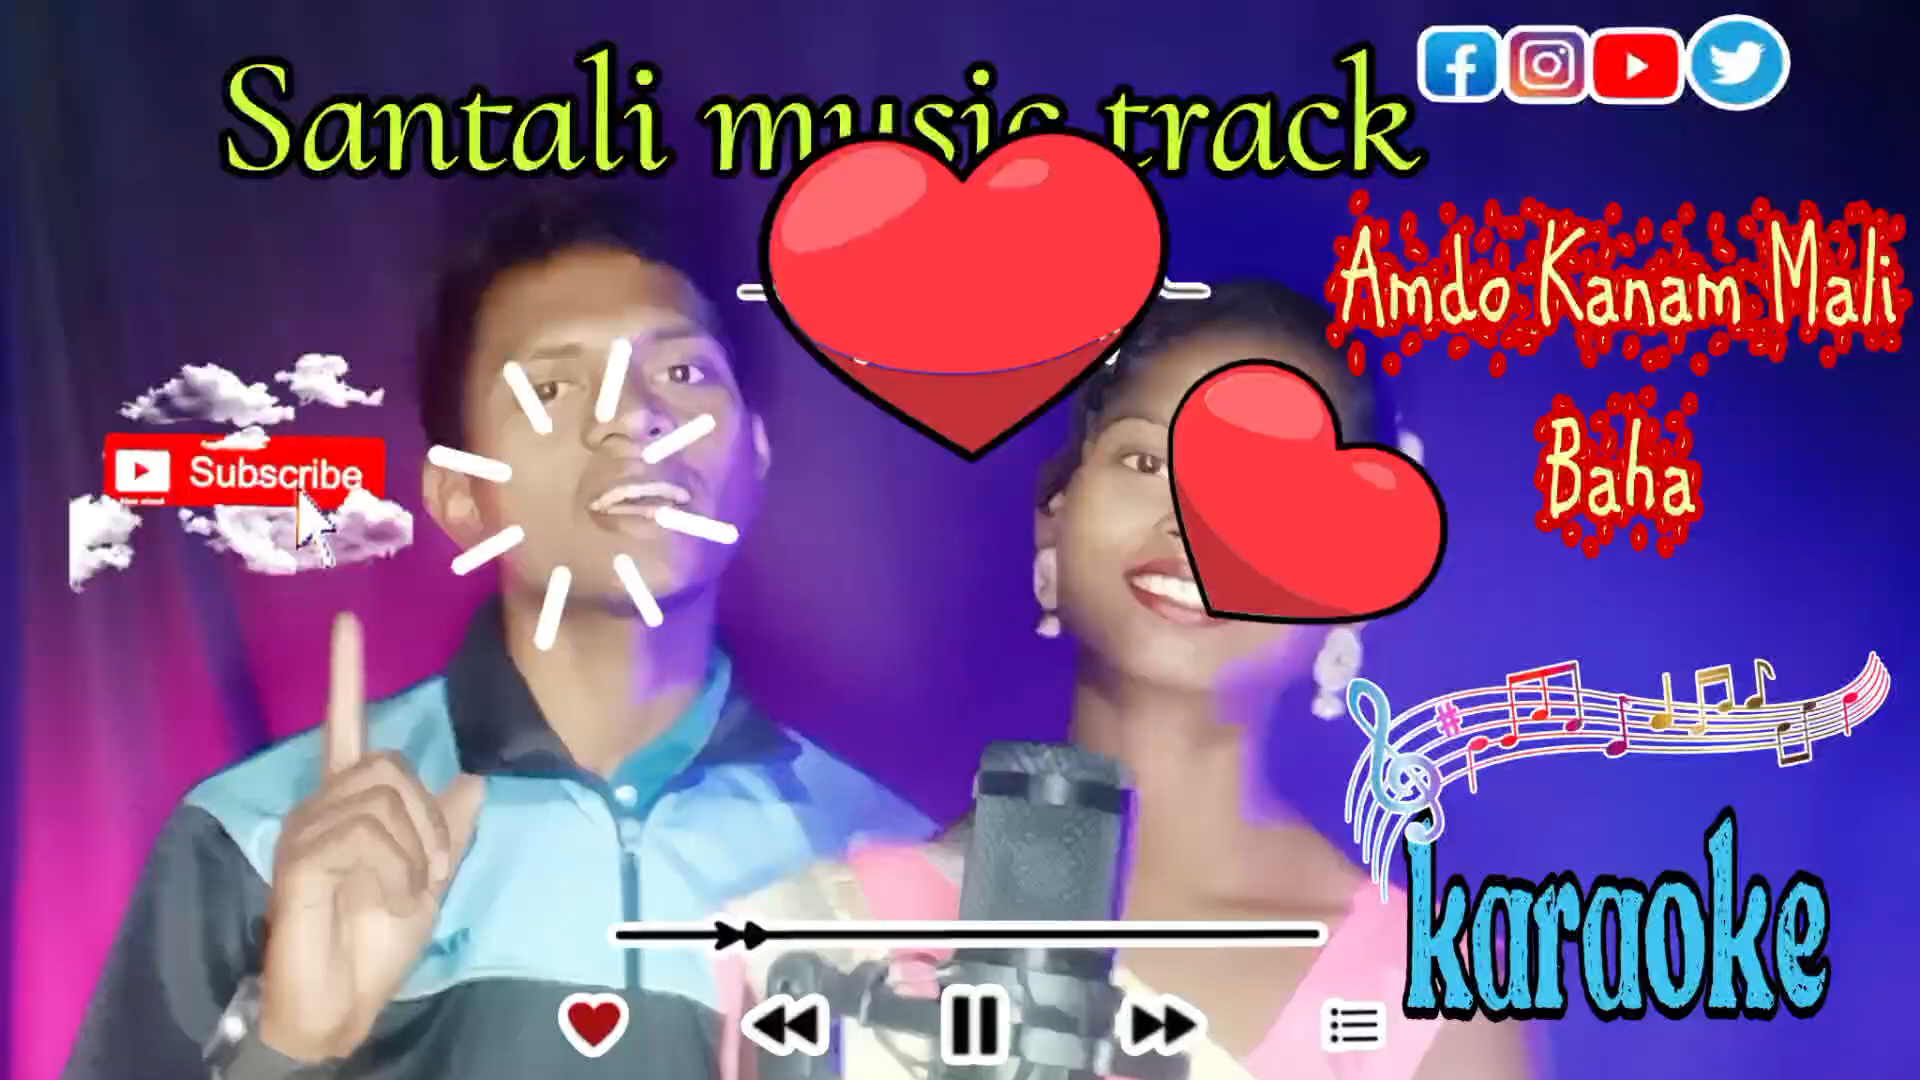 Santali music track
Amdo Kanam Mali
Baha
Subscribe
karaoke